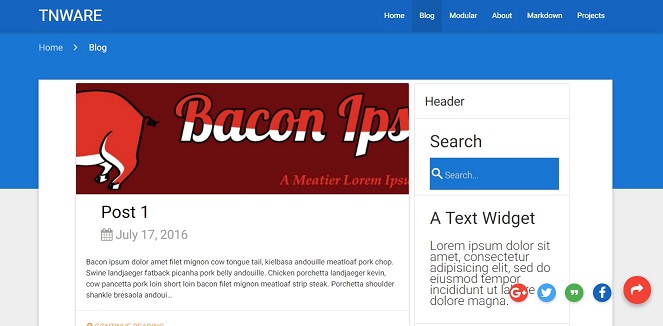 TNWARE
Home Blog Modular About Markdown Projects
Home > Blog
Bacon Ips
A Meatier Lorem Ipsu
Post 1
July 17, 2016
Bacon ipsum dolor amet filet mignon cow tongue tail, kielbasa andouille meatloaf pork chop.
Swine landjaeger fatback picanha pork belly andouille. Chicken porchetta landjaeger kevin,
cow pancetta pork loin short loin bacon filet mignon meatloaf strip steak. Porchetta shoulder
shankle bresaola andoui...
CONTINUE READING
Header
Search
Search...
A Text Widget
Lorem ipsum dolor sit
amet, consectetur
adipisicing elit, sed do
eiusmod tempor
incididunt ut
dolore magna.